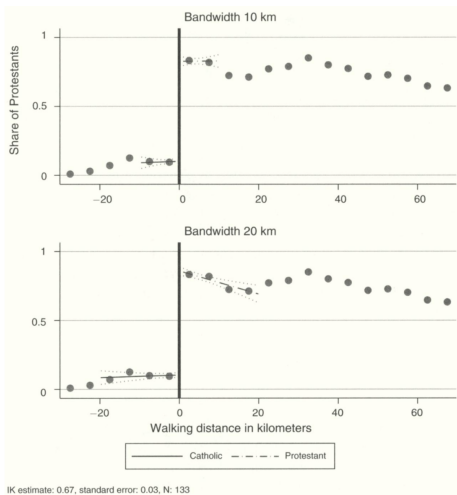 Bandwidth 10 km
Share of Protestants
1
0.5
0
−20 0 20 40 60
Bandwidth 20 km
1
0.5
0
−20 0 20 40 60
Walking distance in kilometers
Catholic Protestant
IK estimate: 0.67, standard error: 0.03, N: 133